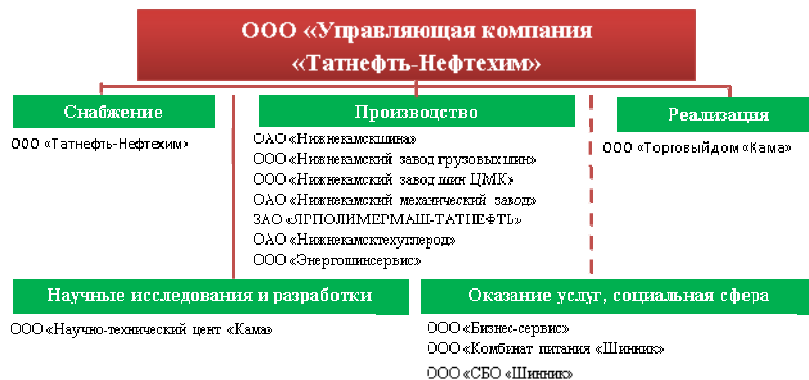 ООО «Управляющая компания
«Татнефть-Нефтехим»
Снабжение
ООО «Татнефть-Нефтехим»
Производство
ОАО «Нижнекамскшина»
ООО «Нижнекамский завод грузовых шин»
ООО «Нижнекамский завод шин ЦМК»
ОАО «Нижнекамский механический завод»
ЗАО «ЯРПОЛИМЕРМАШ-ТАТНЕФТЬ»
ОАО «Нижнекамсктехуглерод»
ООО «Энергошинсервис»
Реализация
ООО «Торговый дом «Кама»
Научные исследования и разработки
ООО «Научно-технический цент «Кама»
Оказание услуг, социальная сфера
ООО «Бизнес-сервис»
ООО «Комбинат питания «Шинник»
ООО «СБО «Шинник»